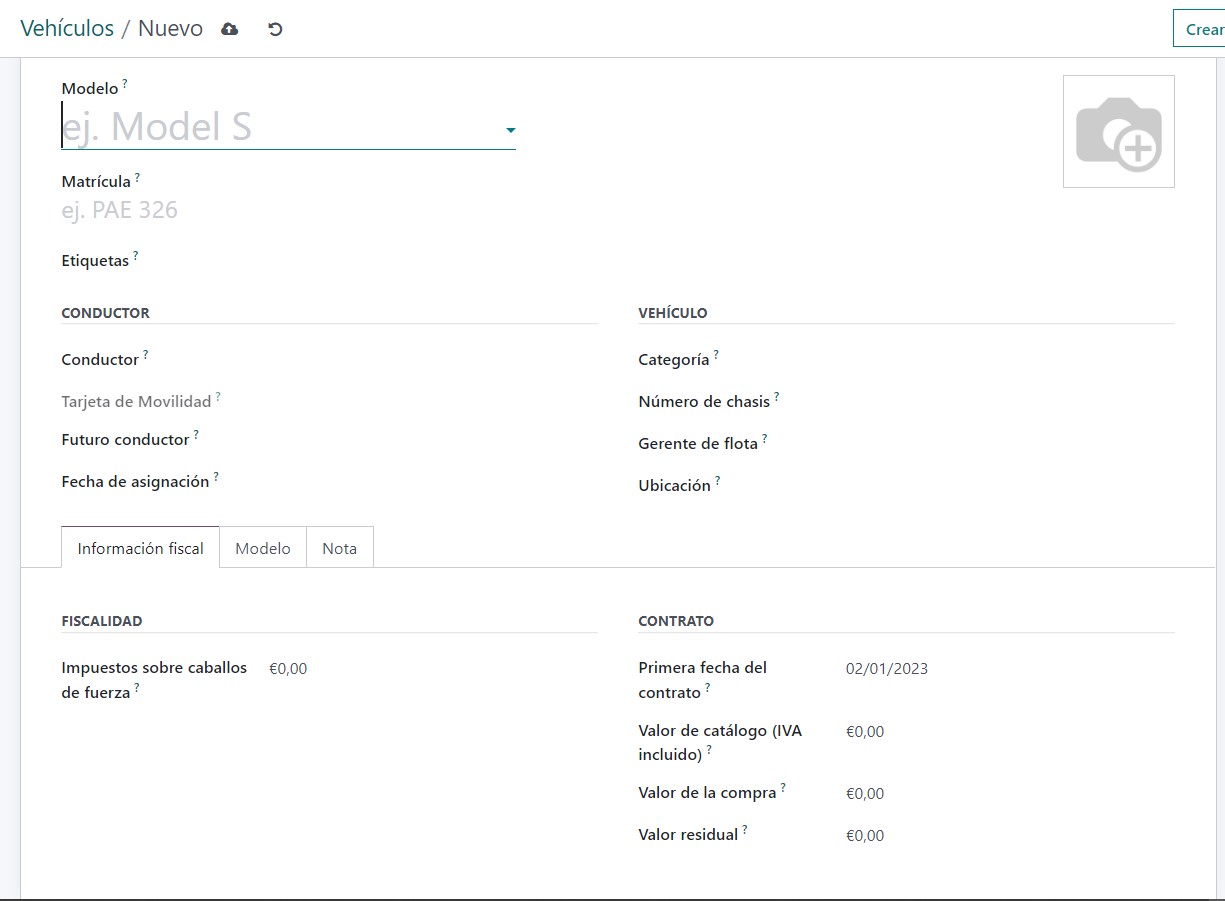 Vehículos / Nuevo
Crear
Modelo ?
ej. Model S
Matrícula ?
ej. PAE 326
Etiquetas ?
CONDUCTOR
Conductor ?
Tarjeta de Movilidad ?
Futuro conductor ?
Fecha de asignación ?
VEHÍCULO
Categoría ?
Número de chasis ?
Gerente de flota ?
Ubicación ?
Información fiscal
Modelo
Nota
FISCALIDAD
Impuestos sobre caballos €0,00
de fuerza ?
CONTRATO
Primera fecha del 02/01/2023
contrato ?
Valor de catálogo (IVA €0,00
incluido) ?
Valor de la compra ? €0,00
Valor residual ? €0,00